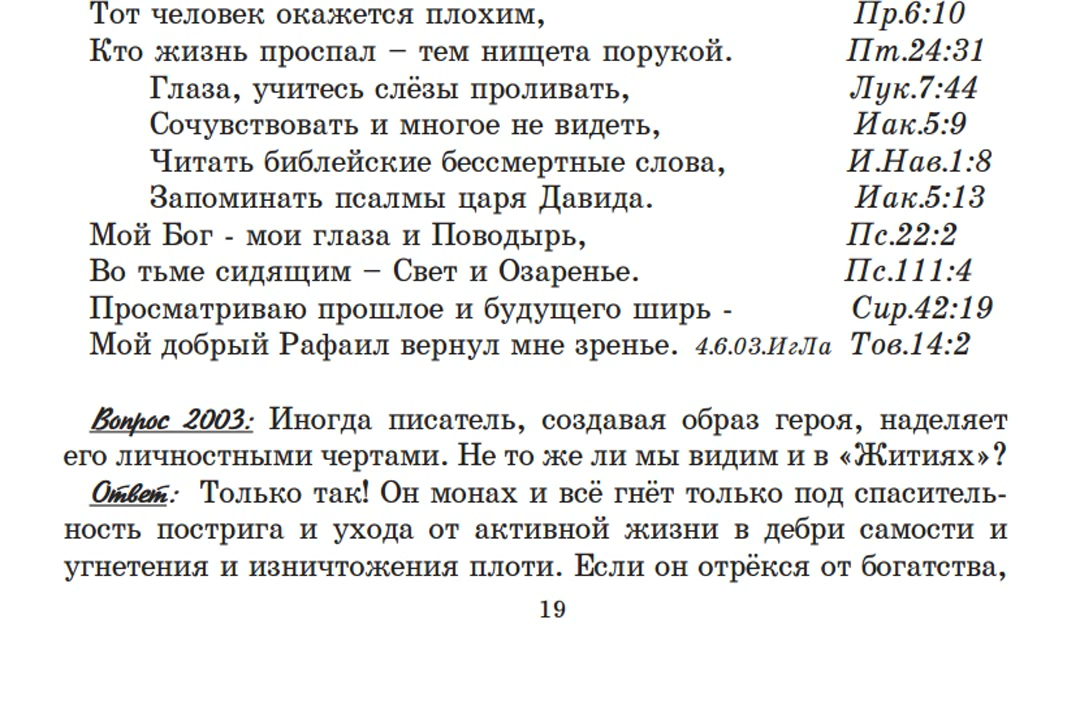 Тот человек окажется плохим, Пр.6:10
Кто жизнь проспал – тем нищета порукой. Пт.24:31
Глаза, учитесь слёзы проливать, Лук.7:44
Сочувствовать и многое не видеть, Иак.5:9
Читать библейские бессмертные слова, И.Нав.1:8
Запоминать псалмы царя Давида. Иак.5:13
Мой Бог - мои глаза и Поводырь, Пс.22:2
Во тьме сидящим – Свет и Озаренье. Пс.111:4
Просматриваю прошлое и будущего ширь - Сир.42:19
Мой добрый Рафаил вернул мне зренье. 4.6.03.ИгЛа Тов.14:2
Вопрос 2003: Иногда писатель, создавая образ героя, наделяет
его личностными чертами. Не то же ли мы видим и в «Житиях»?
Ответ: Только так! Он монах и всё гнёт только под спаситель-
ность пострига и ухода от активной жизни в дебри самости и
угнетения и изничтожения плоти. Если он отрёкся от богатства,
19